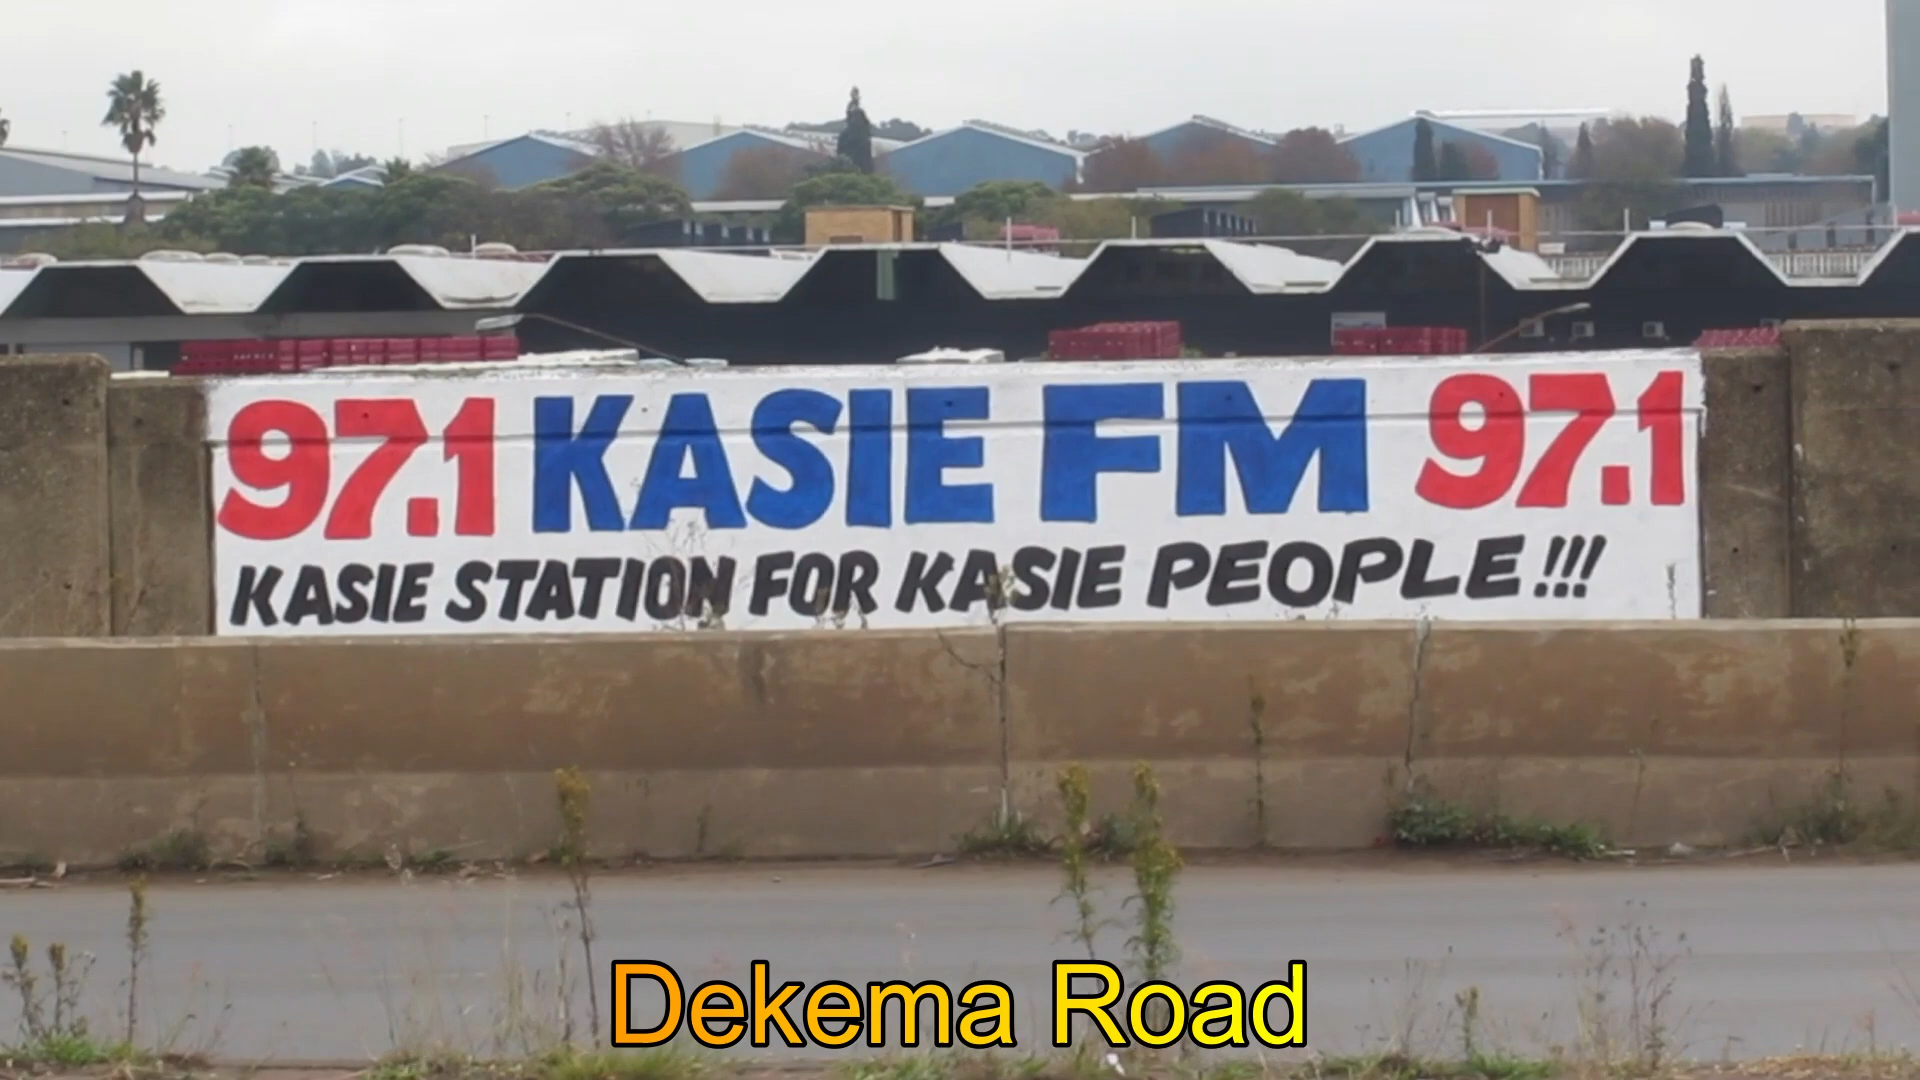 97.1 KASIE FM 97.1
KASIE STATION FOR KASIE PEOPLE!!!
Dekema Road